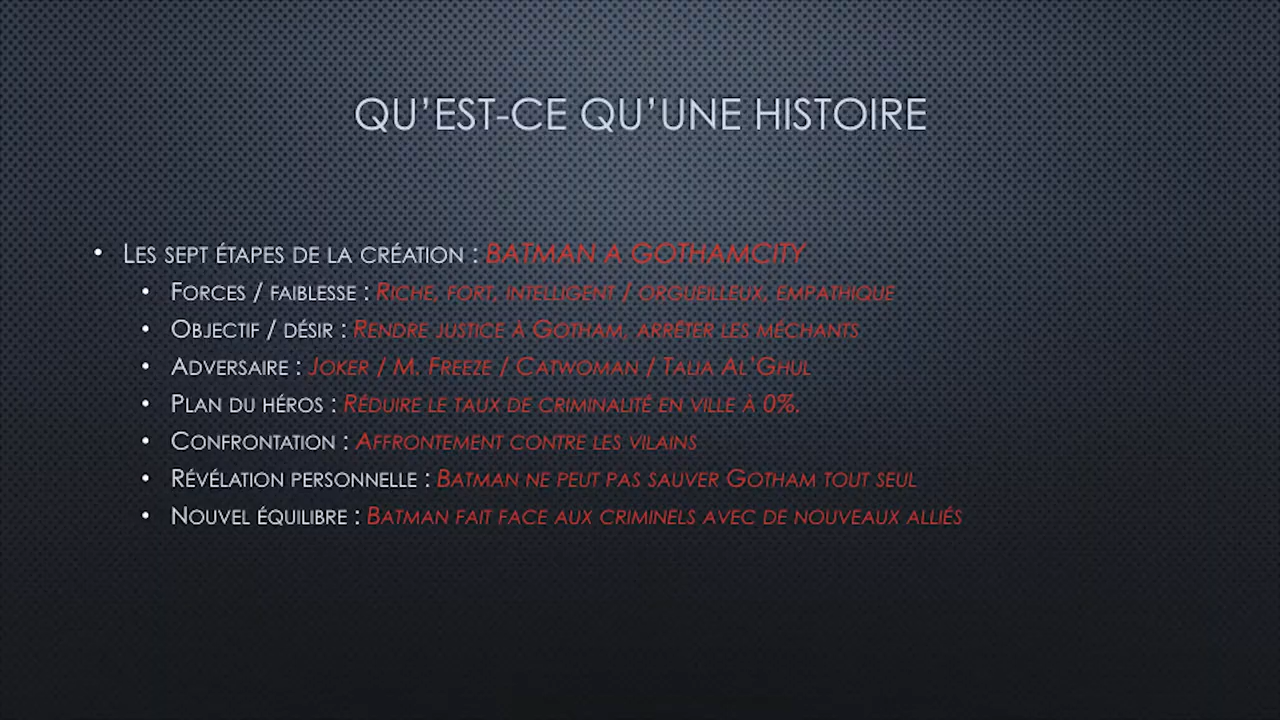 QU'EST-CE QU'UNE HISTOIRE
• LES SEPT ÉTAPES DE LA CRÉATION : BATMAN A GOTHAMCITY
• FORCES / FAIBLESSE : RICHE, FORT, INTELLIGENT / ORGUEILLEUX, EMPATHIQUE
• OBJECTIF / DÉSIR : RENDRE JUSTICE À GOTHAM, ARRÊTER LES MÉCHANTS
• ADVERSAIRE : JOKER / M. FREEZE / CATWOMAN / TALIA AL'GHUL
• PLAN DU HÉROS : RÉDUIRE LE TAUX DE CRIMINALITÉ EN VILLE À 0%.
• CONFRONTATION : AFFRONTEMENT CONTRE LES VILAINS
• RÉVÉLATION PERSONNELLE : BATMAN NE PEUT PAS SAUVER GOTHAM TOUT SEUL
• NOUVEL ÉQUILIBRE : BATMAN FAIT FACE AUX CRIMINELS AVEC DE NOUVEAUX ALLIÉS